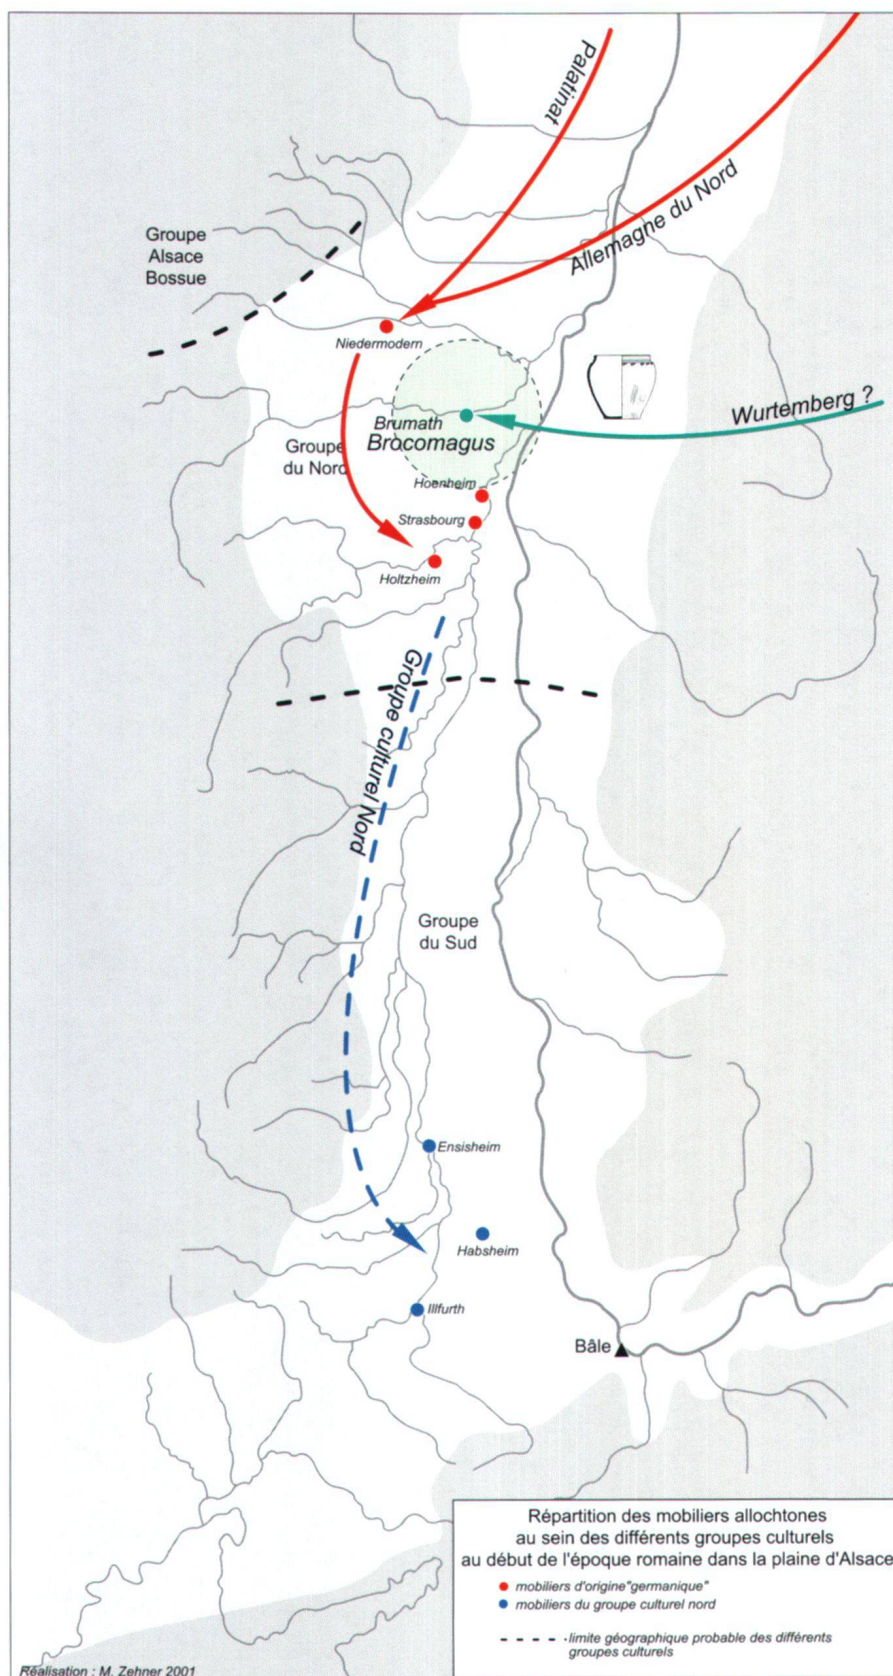 Palatinat
Allemagne du Nord
Groupe
Alsace
Bossue
Niedermodern
Wurtemberg ?
Brumath
Brocomagus
Groupe
du Nord
Hoenheim
Strasbourg
Holtzheim
Groupe culturel Nord
Groupe
du Sud
Ensisheim
Habsheim
Illfurth
Bâle
Répartition des mobiliers allochtones
au sein des différents groupes culturels
au début de l'époque romaine dans la plaine d'Alsace
mobiliers d'origine"germanique"
mobiliers du groupe culturel nord
limite géographique probable des différents
groupes culturels
Réalisation : M. Zehner 2001